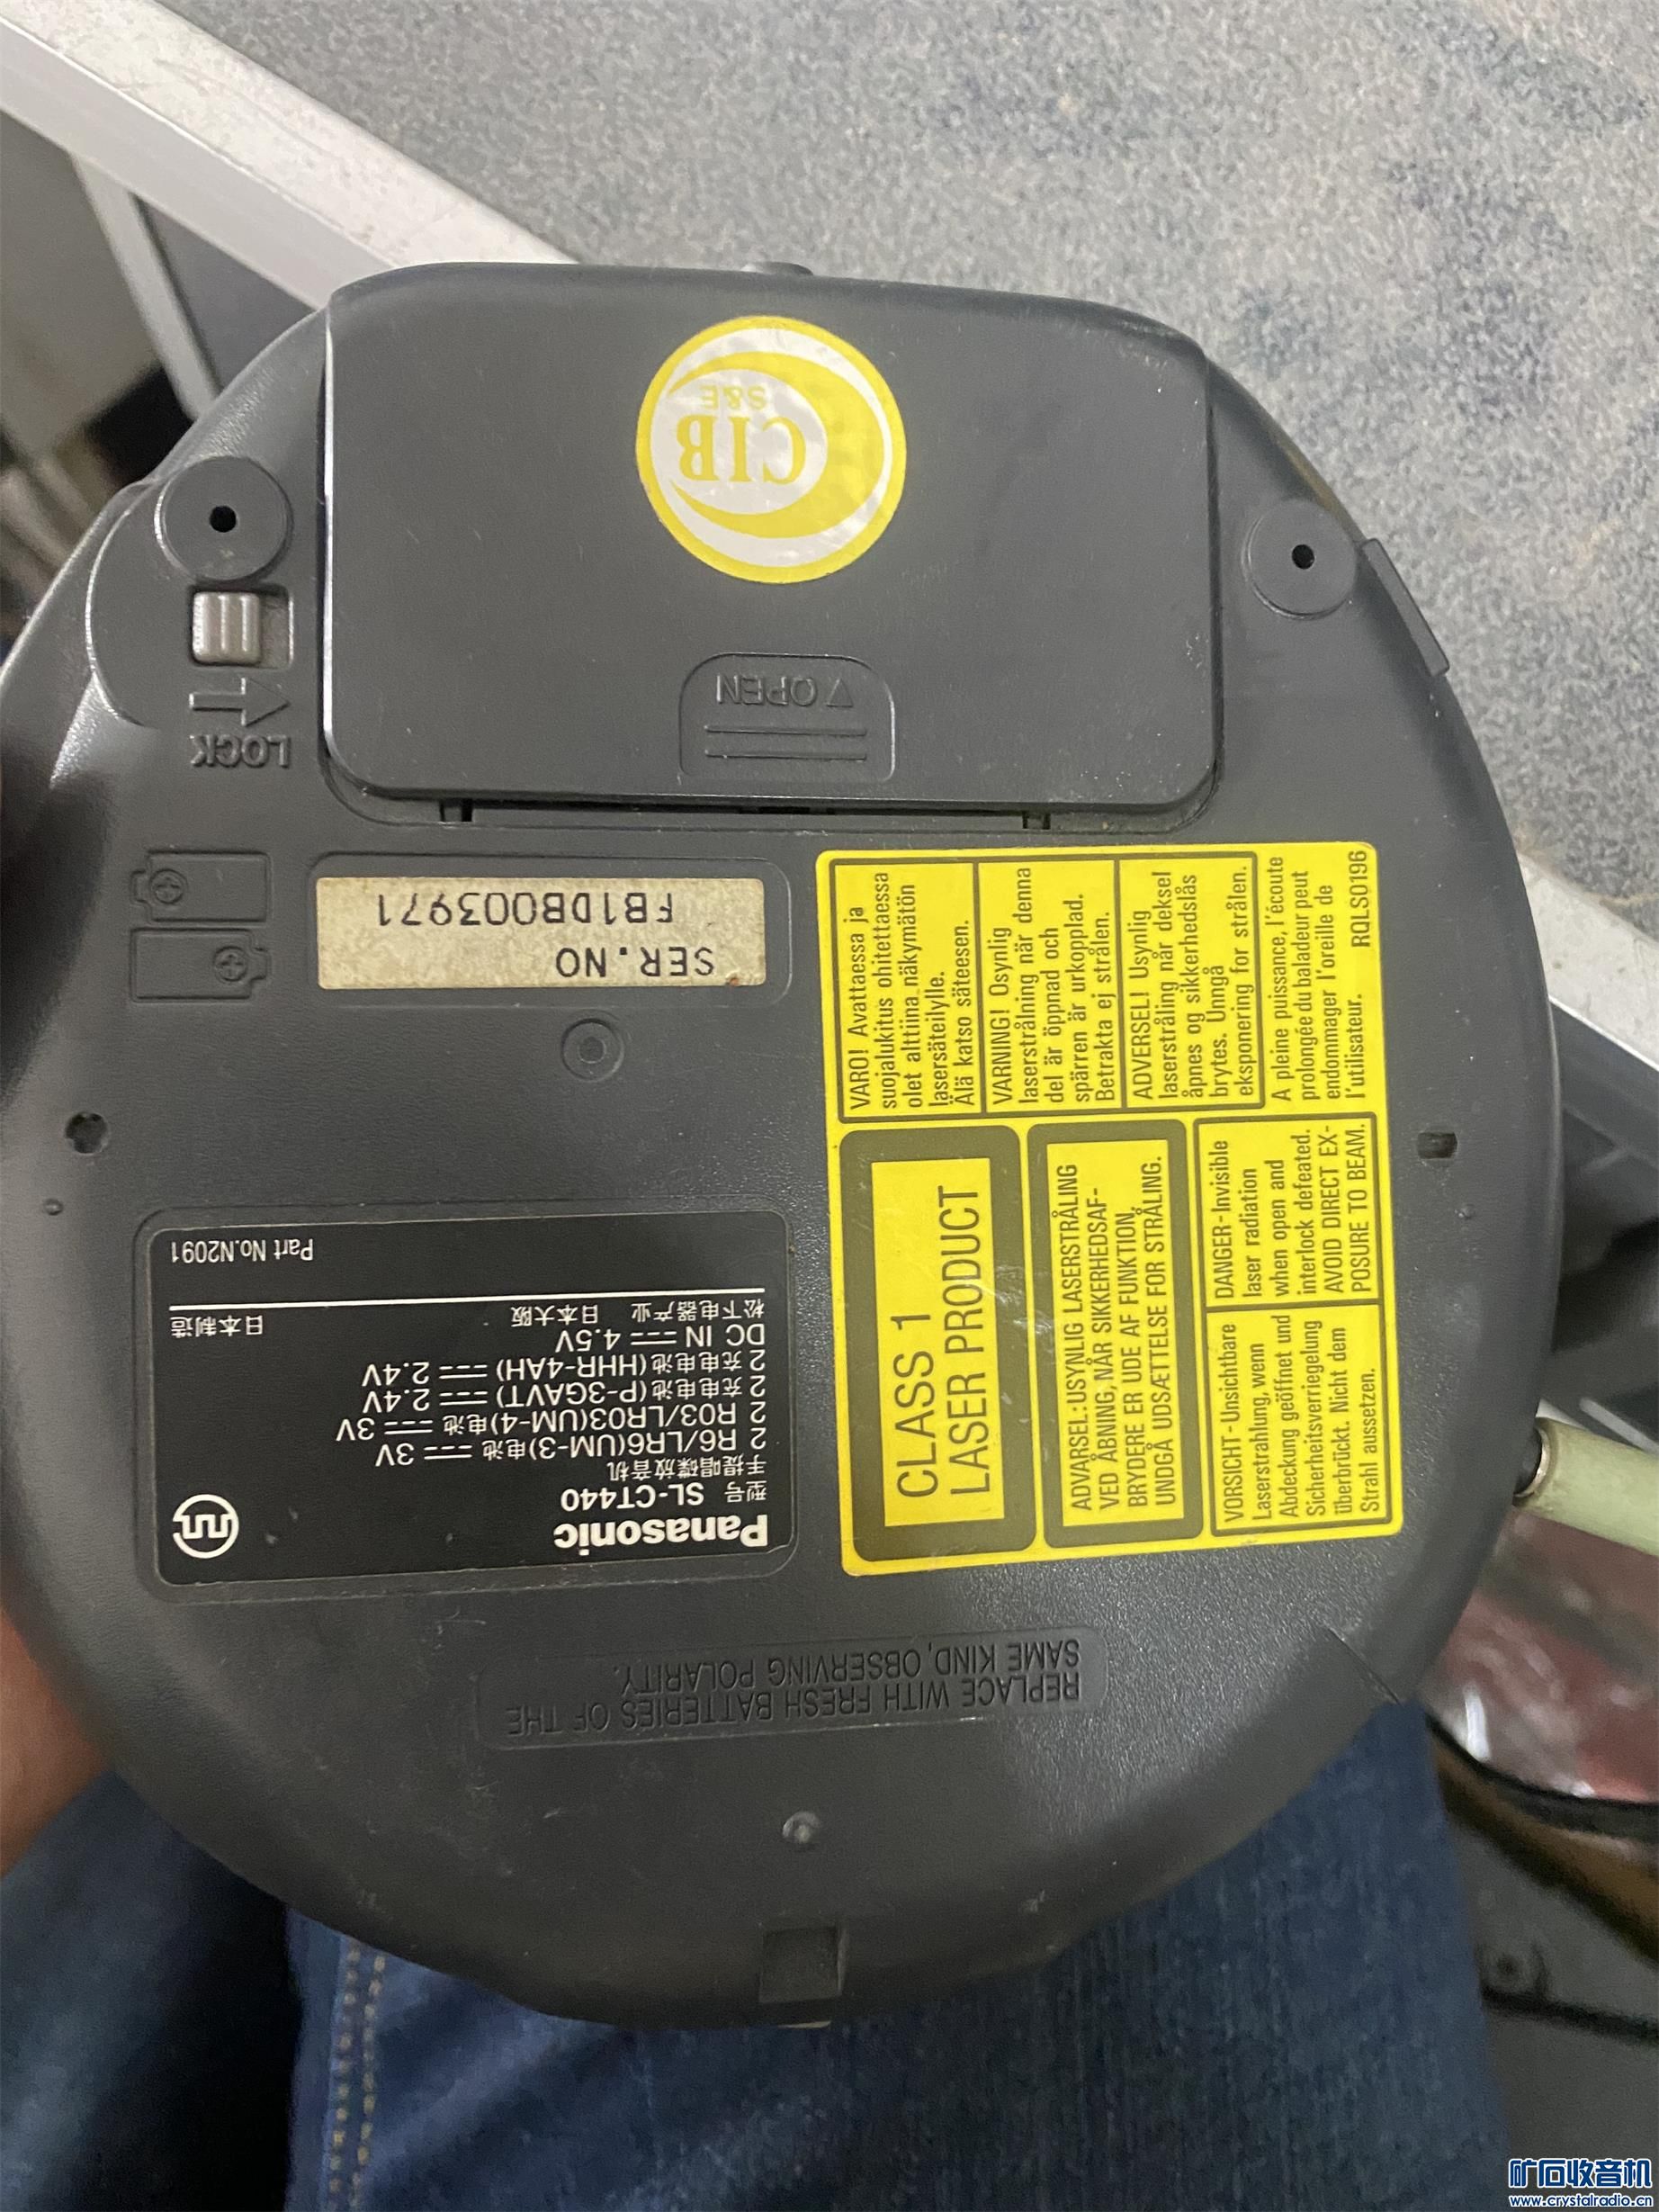 CIB
S&E
▽OPEN
LOCK
SER.NO
FB1DB003971
Panasonic
型号 SL-CT440
手提唱碟放音机
2 R6/LR6(UM-3)电池 ⎓ 3V
2 R03/LR03(UM-4)电池 ⎓ 3V
2 充电电池(P-3GAVT) ⎓ 2.4V
2 充电电池(HHR-4AH) ⎓ 2.4V
DC IN ⎓ 4.5V
松下电器产业 日本大阪 日本制造
Part No.N2091
CLASS 1
LASER PRODUCT
ADVARSEL:USYNLIG LASERSTRÅLING
VED ÅBNING,NÅR SIKKERHEDSAF-
BRYDERE ER UDE AF FUNKTION.
UNDGÅ UDSÆTTELSE FOR STRÅLING.
VORSICHT-Unsichtbare
Laserstrahlung, wenn
Abdeckung geöffnet und
Sicherheitsverriegelung
überbrückt. Nicht dem
Strahl aussetzen.
DANGER-Invisible
laser radiation
when open and
interlock defeated.
AVOID DIRECT EX-
POSURE TO BEAM.
VARO! Avattaessa ja
suojalukitus ohitettaessa
olet alttiina näkymätön
lasersäteilylle.
Älä katso säteesen.
VARNING! Osynlig
laserstrålning när denna
del är öppnad och
spärren är urkopplad.
Betrakta ej strålen.
ADVERSEL! Usynlig
laserstråling når deksel
åpnes og sikkerhedslås
brytes. Unngå
eksponering for strålen.
A pleine puissance, l'écoute
prolongée du baladeur peut
endommager l'oreille de
l'utilisateur. RQLS0196
REPLACE WITH FRESH BATTERIES OF THE
SAME KIND, OBSERVING POLARITY.
矿石收音机
www.crystalradio.cn